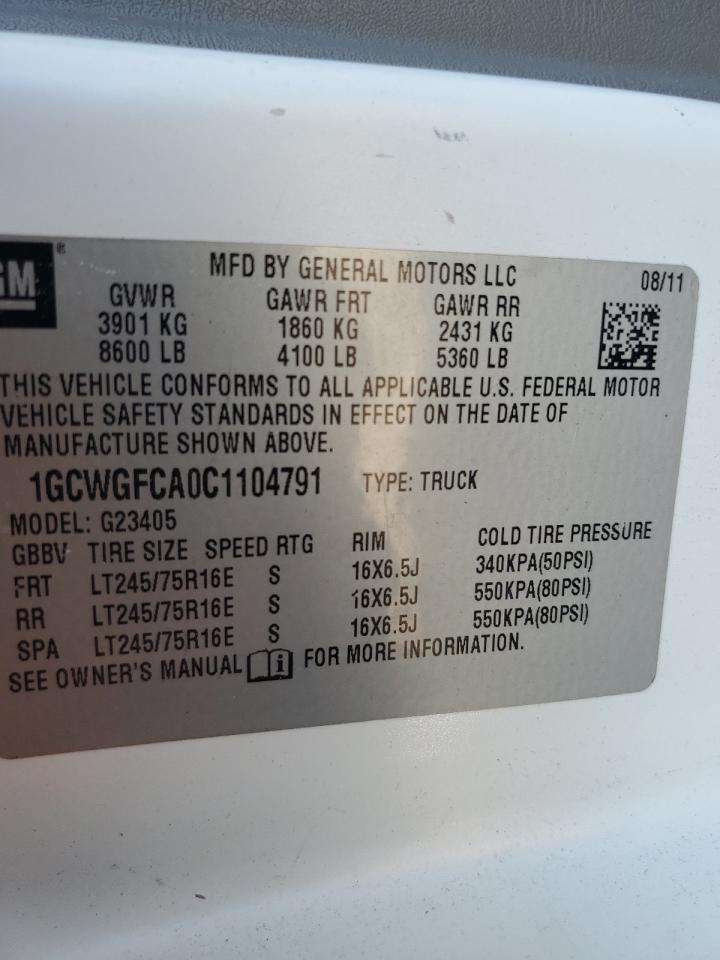 GM ®
MFD BY GENERAL MOTORS LLC 08/11
GVWR GAWR FRT GAWR RR
3901 KG 1860 KG 2431 KG
8600 LB 4100 LB 5360 LB
THIS VEHICLE CONFORMS TO ALL APPLICABLE U.S. FEDERAL MOTOR
VEHICLE SAFETY STANDARDS IN EFFECT ON THE DATE OF
MANUFACTURE SHOWN ABOVE.
1GCWGFCA0C1104791 TYPE: TRUCK
MODEL: G23405
GBBV TIRE SIZE SPEED RTG RIM COLD TIRE PRESSURE
FRT LT245/75R16E S 16X6.5J 340KPA(50PSI)
RR LT245/75R16E S 16X6.5J 550KPA(80PSI)
SPA LT245/75R16E S 16X6.5J 550KPA(80PSI)
SEE OWNER'S MANUAL i FOR MORE INFORMATION.